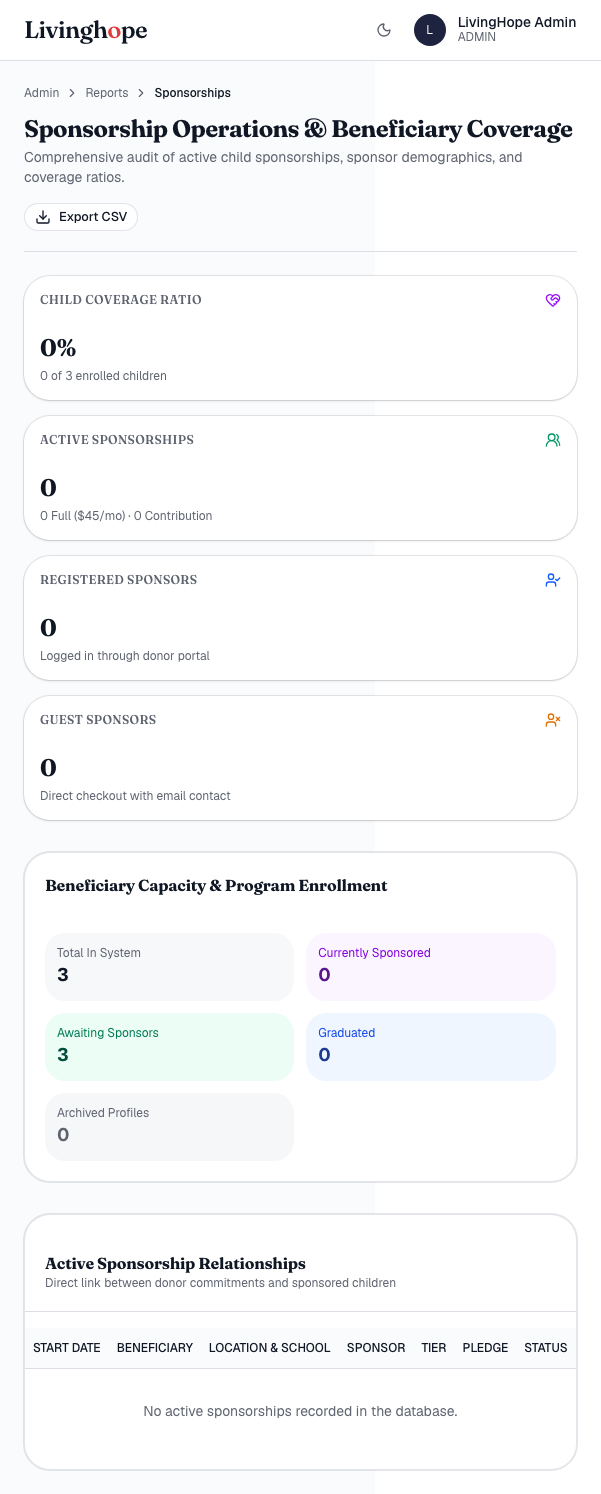 Livinghope
L
LivingHope Admin
ADMIN
Admin > Reports > Sponsorships
Sponsorship Operations & Beneficiary Coverage
Comprehensive audit of active child sponsorships, sponsor demographics, and
coverage ratios.
Export CSV
CHILD COVERAGE RATIO
0%
0 of 3 enrolled children
ACTIVE SPONSORSHIPS
0
0 Full ($45/mo) · 0 Contribution
REGISTERED SPONSORS
0
Logged in through donor portal
GUEST SPONSORS
0
Direct checkout with email contact
Beneficiary Capacity & Program Enrollment
Total In System
3
Currently Sponsored
0
Awaiting Sponsors
3
Graduated
0
Archived Profiles
0
Active Sponsorship Relationships
Direct link between donor commitments and sponsored children
START DATE BENEFICIARY LOCATION & SCHOOL SPONSOR TIER PLEDGE STATUS
No active sponsorships recorded in the database.